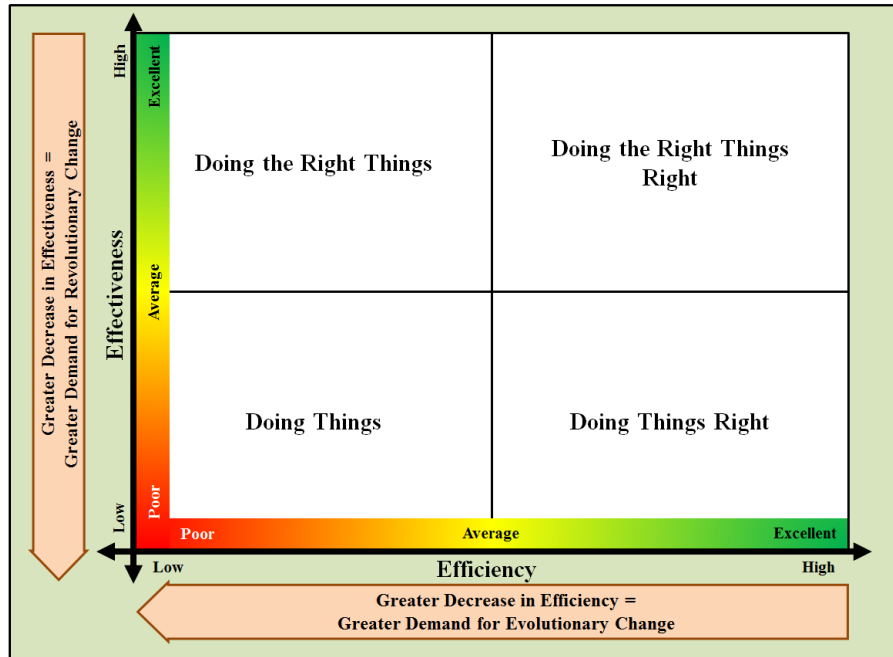 Greater Decrease in Effectiveness =
Greater Demand for Revolutionary Change
Effectiveness
High
Low
Excellent
Average
Poor
Doing the Right Things
Doing the Right Things
Right
Doing Things
Doing Things Right
Poor
Average
Excellent
Low
Efficiency
High
Greater Decrease in Efficiency =
Greater Demand for Evolutionary Change